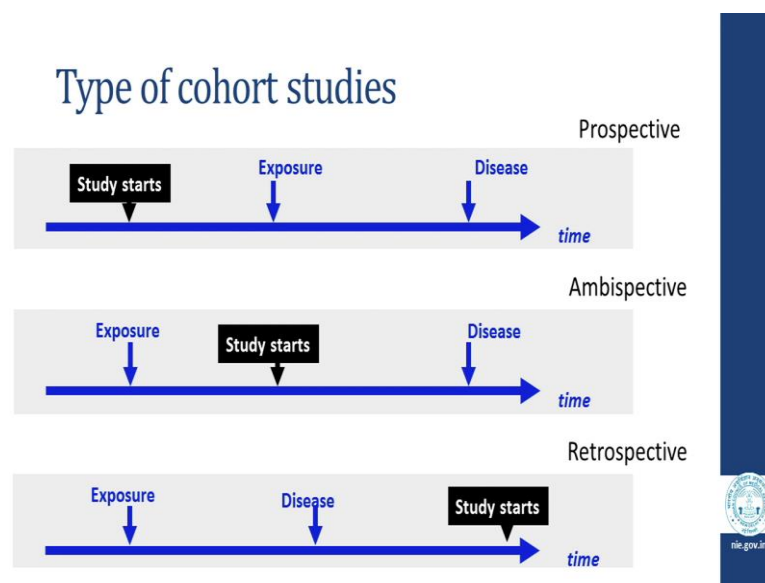 Type of cohort studies
Prospective
Study starts
Exposure
Disease
time
Ambispective
Exposure
Study starts
Disease
time
Retrospective
Exposure
Disease
Study starts
time
nie.gov.in